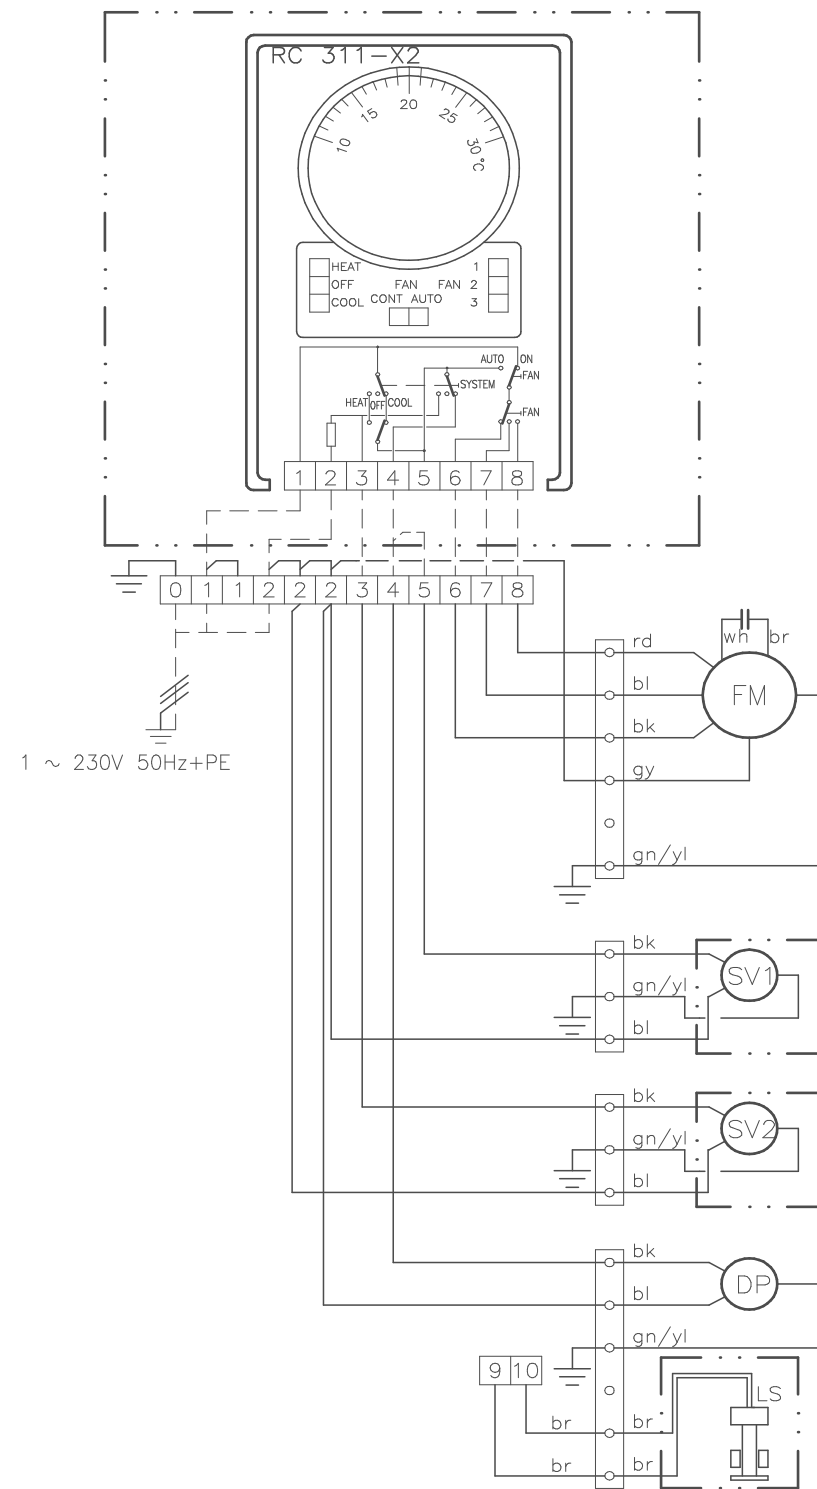 RC 311-X2
10 15 20 25 30°C
HEAT 1
OFF FAN FAN 2
COOL CONT AUTO 3
AUTO ON
FAN
SYSTEM
HEAT OFF COOL
FAN
1 2 3 4 5 6 7 8
0 1 1 2 2 2 3 4 5 6 7 8
wh br
rd
bl
FM
bk
1 ~ 230V 50Hz+PE
gy
gn/yl
bk
SV1
gn/yl
bl
bk
SV2
gn/yl
bl
bk
DP
bl
gn/yl
9 10
LS
br br
br br